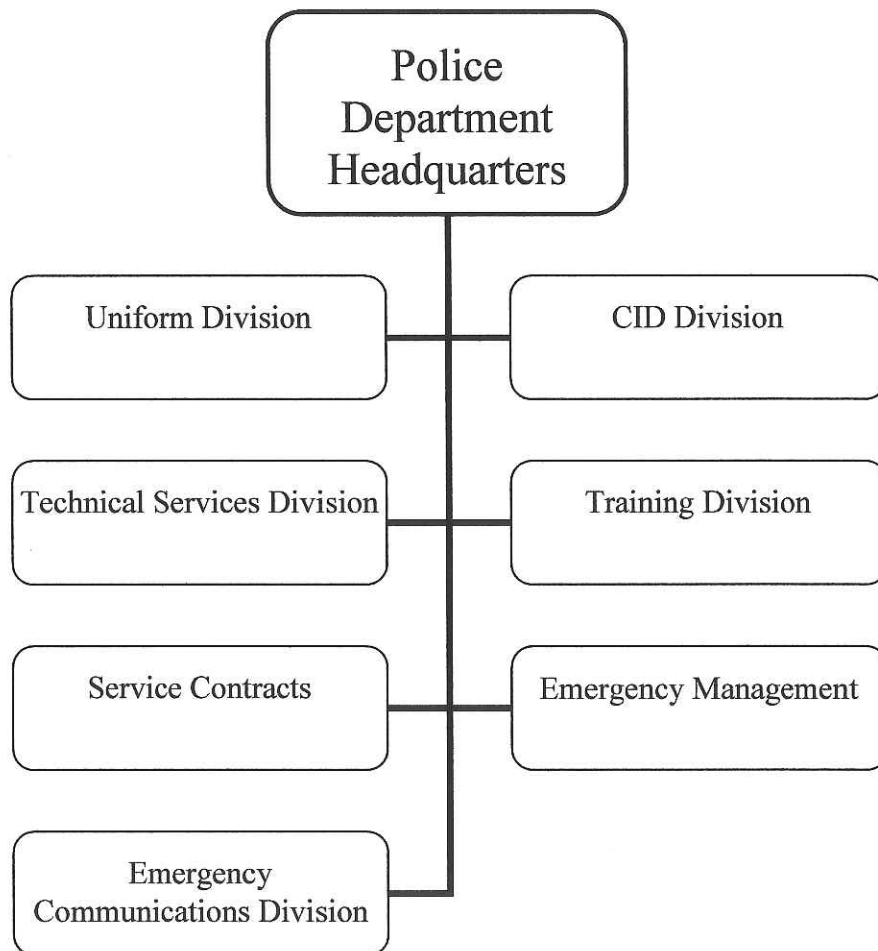 Police
Department
Headquarters
Uniform Division
CID Division
Technical Services Division
Training Division
Service Contracts
Emergency Management
Emergency
Communications Division